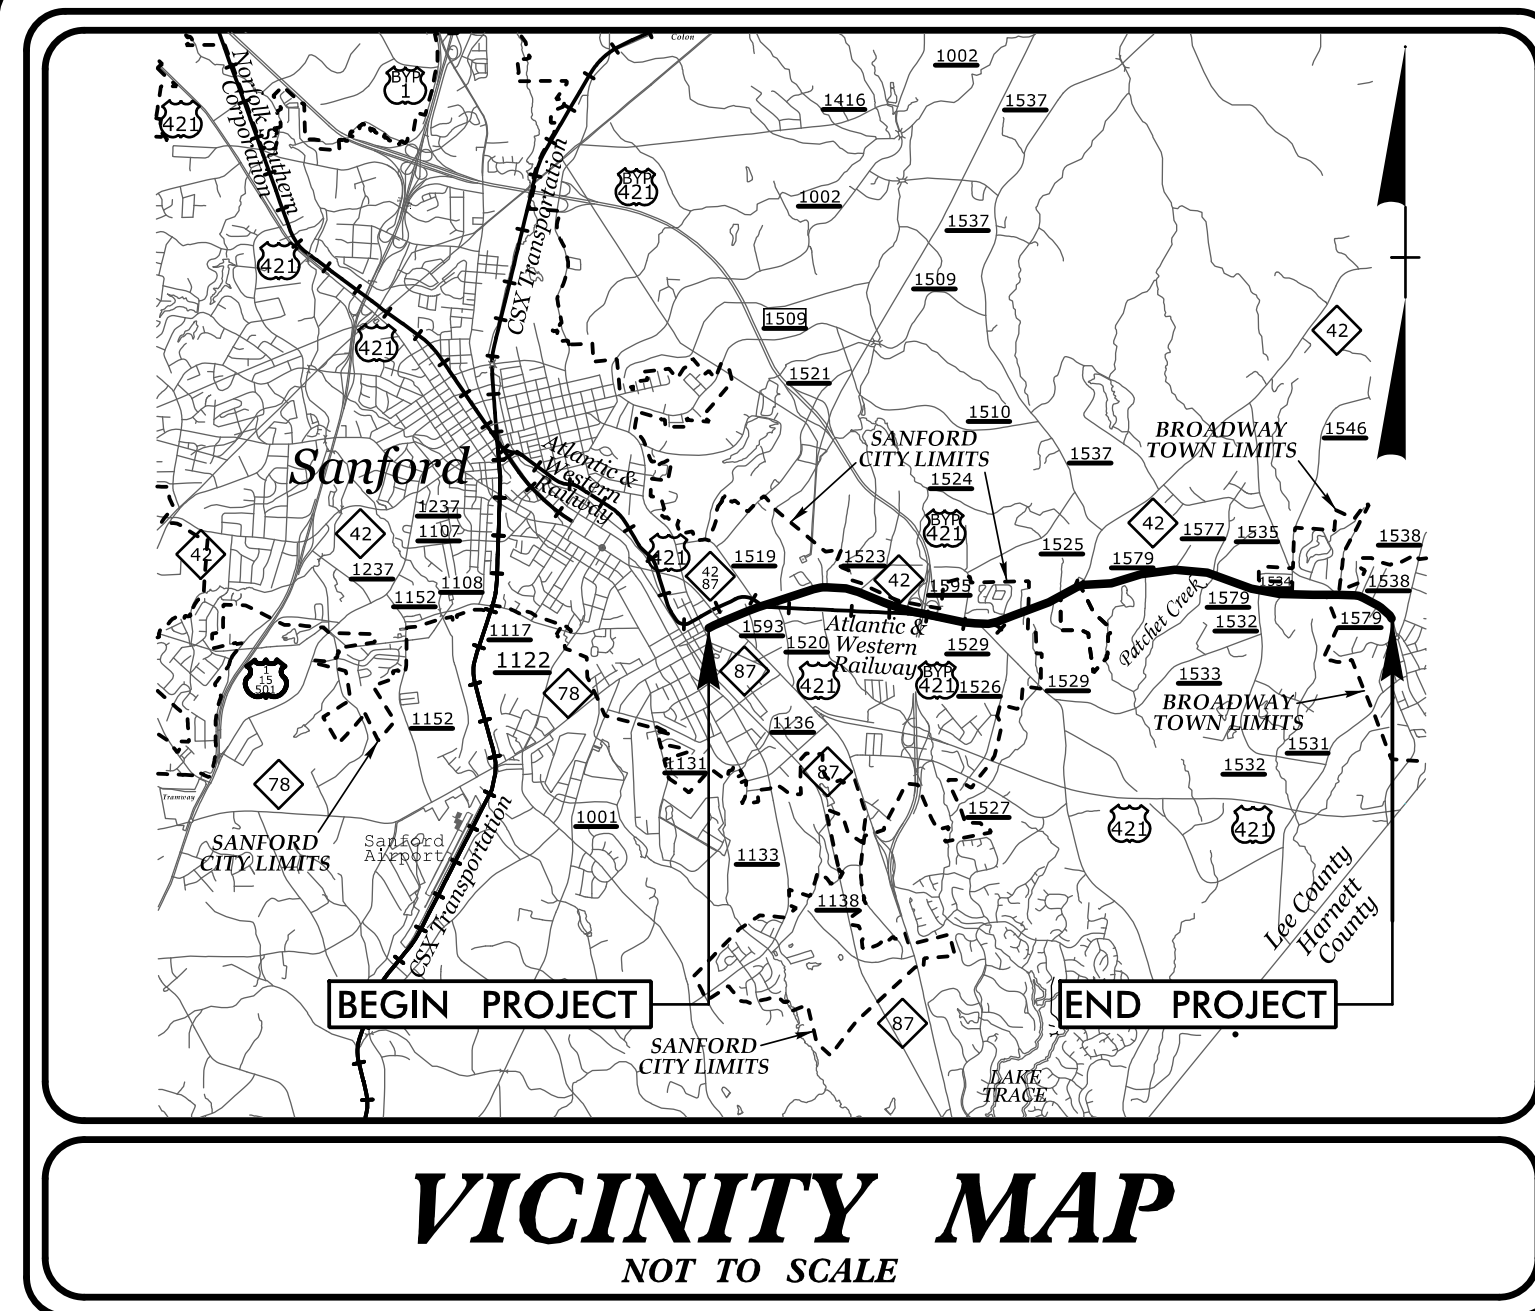 Colon
1002
BYP
1
1416
1537
421
Norfolk Southern
Corporation
BYP
421
1002
1537
421
CSX Transportation
1509
1509
42
421
1521
1510
1546
SANFORD
CITY LIMITS
BROADWAY
TOWN LIMITS
Sanford
Atlantic &
Western
Railway
1537
1524
1237
1107
42
42
BYP
421
42
1577
1535
1538
421
1519
1523
1525
1579
1237
42
87
42
1595
1534
1538
1108
1152
1579
1593
1532
1579
1117
1520
Atlantic &
Western
Railway
1529
Patchet Creek
1122
1
15
501
87
421
BYP
421
1526
1529
1533
78
BROADWAY
TOWN LIMITS
1152
1136
1531
1131
87
1532
78
Tramway
1527
421
421
1001
SANFORD
CITY LIMITS
Sanford
Airport
1133
CSX Transportation
1138
Lee County
Harnett
County
BEGIN PROJECT
END PROJECT
87
SANFORD
CITY LIMITS
LAKE
TRACE
VICINITY MAP
NOT TO SCALE